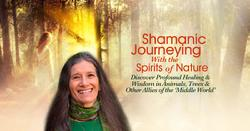 Shamanic
Journeying
With the
Spirits of Nature
Discover Profound Healing &
Wisdom in Animals, Trees &
Other Allies of the 'Middle World'